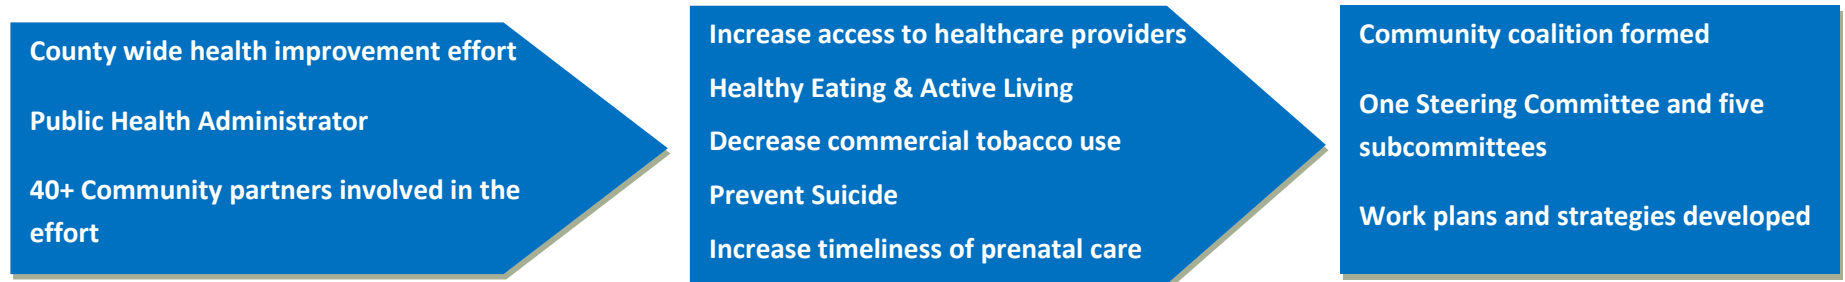 County wide health improvement effort
Public Health Administrator
40+ Community partners involved in the
effort
Increase access to healthcare providers
Healthy Eating & Active Living
Decrease commercial tobacco use
Prevent Suicide
Increase timeliness of prenatal care
Community coalition formed
One Steering Committee and five
subcommittees
Work plans and strategies developed